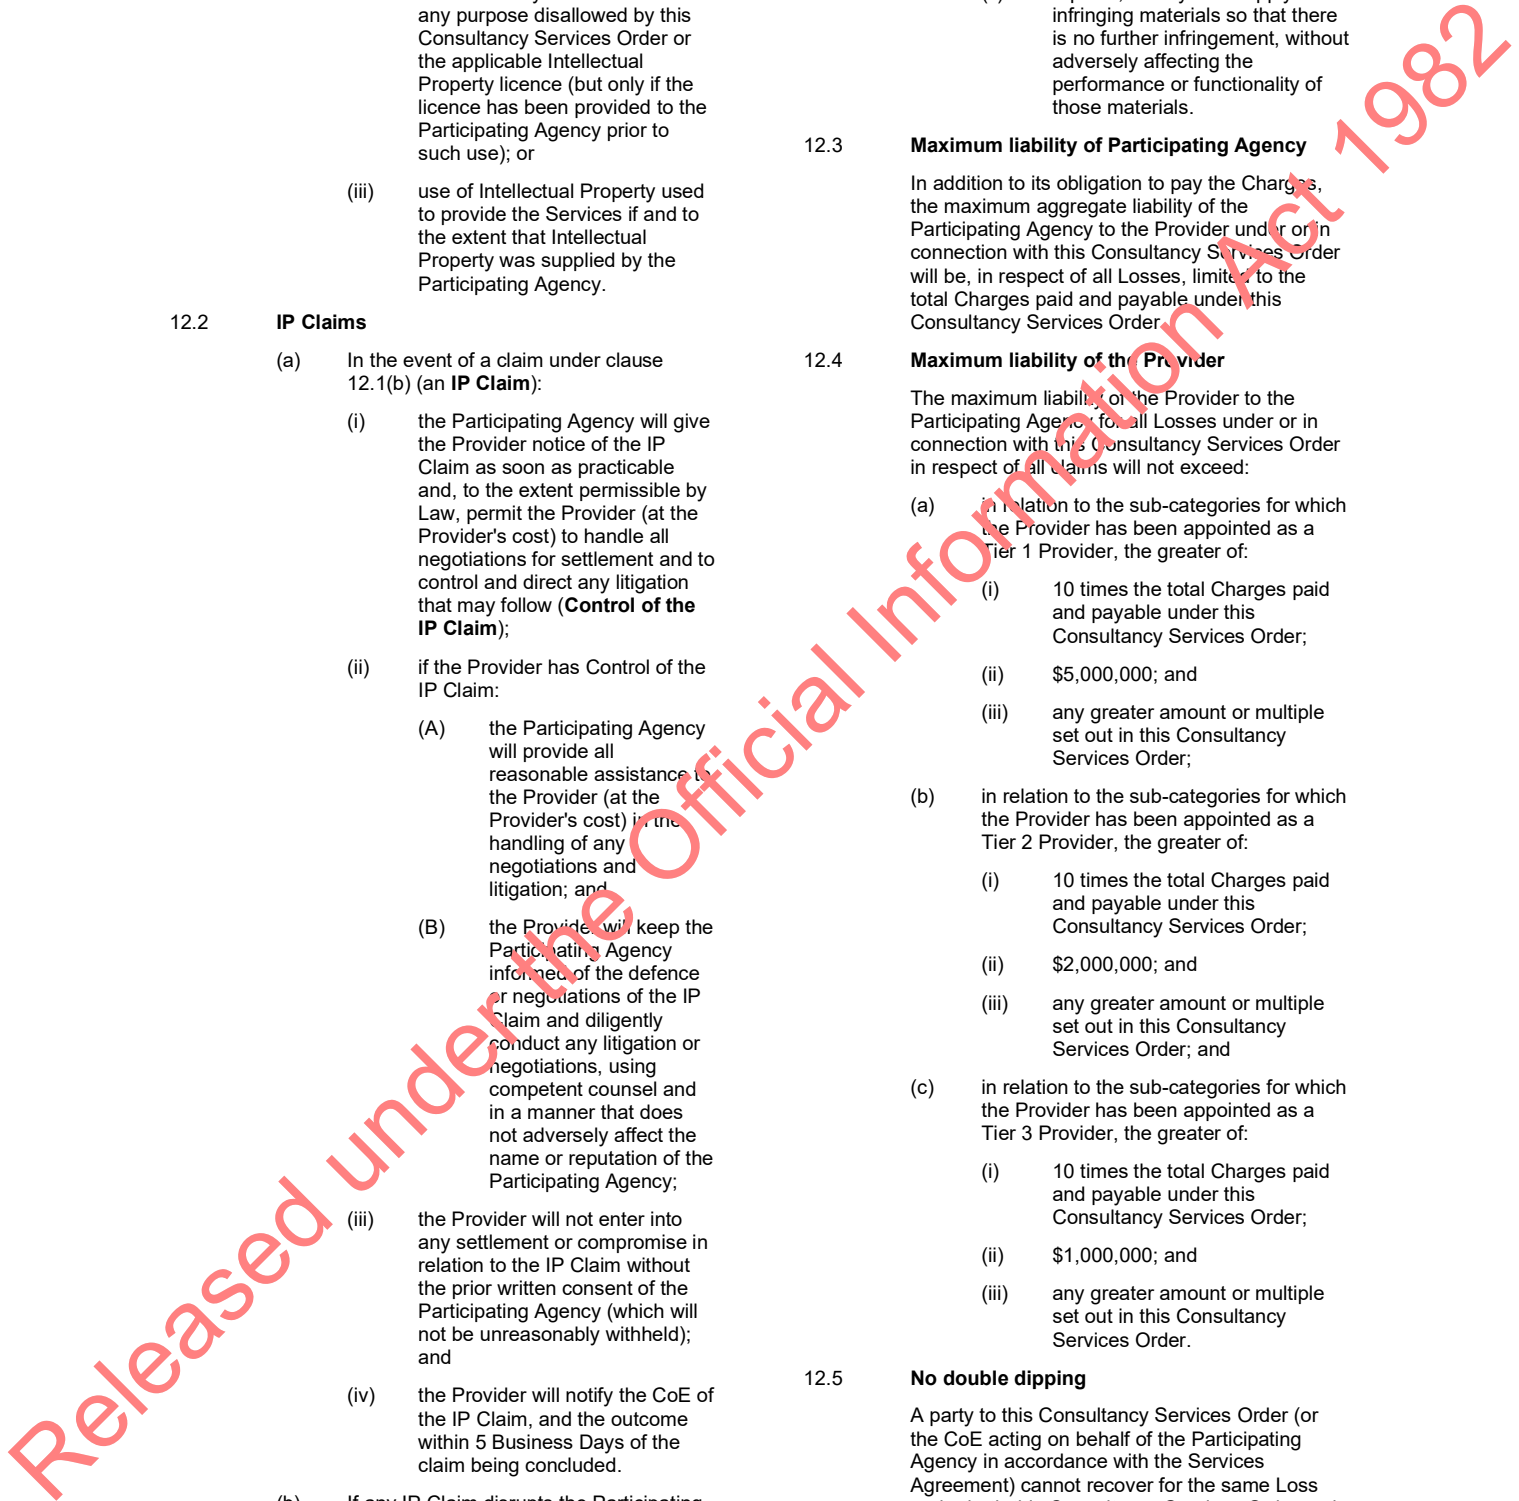 any purpose disallowed by this
Consultancy Services Order or
the applicable Intellectual
Property licence (but only if the
licence has been provided to the
Participating Agency prior to
such use); or
(iii) use of Intellectual Property used
to provide the Services if and to
the extent that Intellectual
Property was supplied by the
Participating Agency.
12.2 IP Claims
(a) In the event of a claim under clause
12.1(b) (an IP Claim):
(i) the Participating Agency will give
the Provider notice of the IP
Claim as soon as practicable
and, to the extent permissible by
Law, permit the Provider (at the
Provider's cost) to handle all
negotiations for settlement and to
control and direct any litigation
that may follow (Control of the
IP Claim);
(ii) if the Provider has Control of the
IP Claim:
(A) the Participating Agency
will provide all
reasonable assistance to
the Provider (at the
Provider's cost) in the
handling of any
negotiations and
litigation; and
(B) the Provider will keep the
Participating Agency
informed of the defence
or negotiations of the IP
Claim and diligently
conduct any litigation or
negotiations, using
competent counsel and
in a manner that does
not adversely affect the
name or reputation of the
Participating Agency;
(iii) the Provider will not enter into
any settlement or compromise in
relation to the IP Claim without
the prior written consent of the
Participating Agency (which will
not be unreasonably withheld);
and
(iv) the Provider will notify the CoE of
the IP Claim, and the outcome
within 5 Business Days of the
claim being concluded.
(b) If any IP Claim disrupts the Participating
infringing materials so that there
is no further infringement, without
adversely affecting the
performance or functionality of
those materials.
12.3 Maximum liability of Participating Agency
In addition to its obligation to pay the Charges,
the maximum aggregate liability of the
Participating Agency to the Provider under or in
connection with this Consultancy Services Order
will be, in respect of all Losses, limited to the
total Charges paid and payable under this
Consultancy Services Order.
12.4 Maximum liability of the Provider
The maximum liability of the Provider to the
Participating Agency for all Losses under or in
connection with this Consultancy Services Order
in respect of all claims will not exceed:
(a) in relation to the sub-categories for which
the Provider has been appointed as a
Tier 1 Provider, the greater of:
(i) 10 times the total Charges paid
and payable under this
Consultancy Services Order;
(ii) $5,000,000; and
(iii) any greater amount or multiple
set out in this Consultancy
Services Order;
(b) in relation to the sub-categories for which
the Provider has been appointed as a
Tier 2 Provider, the greater of:
(i) 10 times the total Charges paid
and payable under this
Consultancy Services Order;
(ii) $2,000,000; and
(iii) any greater amount or multiple
set out in this Consultancy
Services Order; and
(c) in relation to the sub-categories for which
the Provider has been appointed as a
Tier 3 Provider, the greater of:
(i) 10 times the total Charges paid
and payable under this
Consultancy Services Order;
(ii) $1,000,000; and
(iii) any greater amount or multiple
set out in this Consultancy
Services Order.
12.5 No double dipping
A party to this Consultancy Services Order (or
the CoE acting on behalf of the Participating
Agency in accordance with the Services
Agreement) cannot recover for the same Loss
Released under the Official Information Act 1982